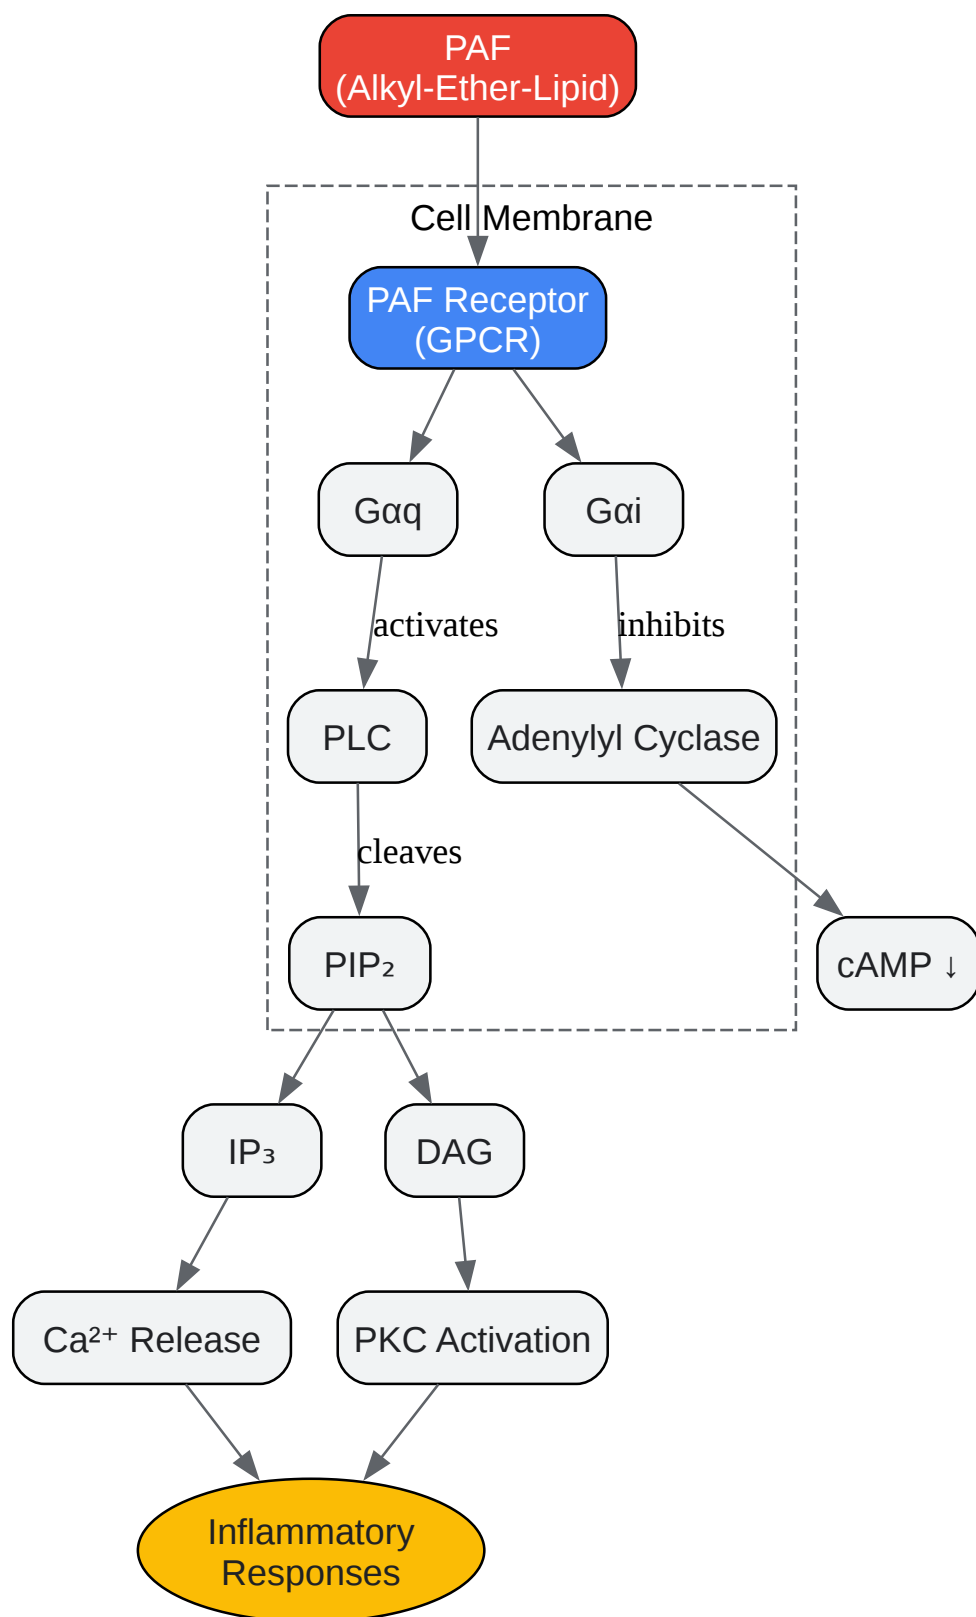 PAF
(Alkyl-Ether-Lipid)
Cell Membrane
PAF Receptor
(GPCR)
Gαq
Gαi
activates
inhibits
PLC
Adenylyl Cyclase
cleaves
PIP₂
cAMP ↓
IP₃
DAG
Ca²⁺ Release
PKC Activation
Inflammatory
Responses